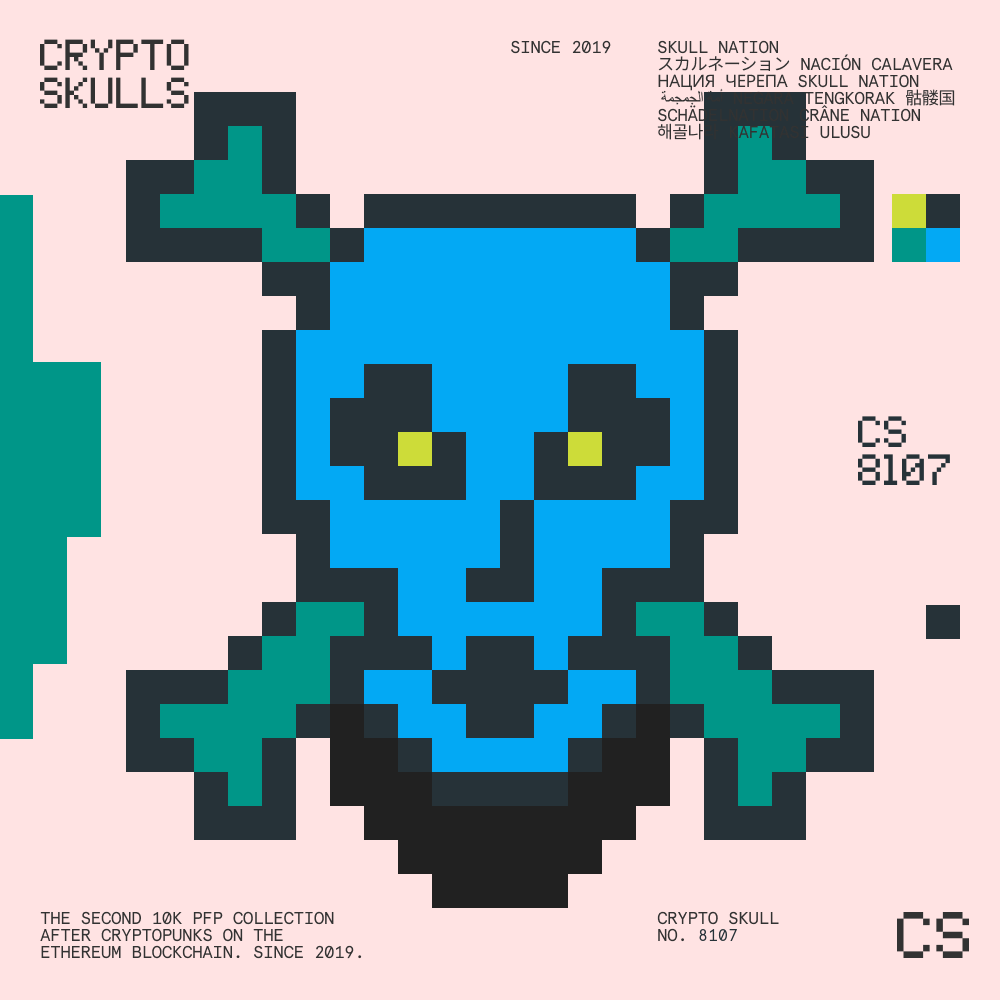 CRYPTO
SKULLS
SINCE 2019
SKULL NATION
スカルネーション NACIÓN CALAVERA
НАЦИЯ ЧЕРЕПА SKULL NATION
TENGKORAK 骷髅国
CRÂNE NATION
해골나 ULUSU
CS
8107
THE SECOND 10K PFP COLLECTION
AFTER CRYPTOPUNKS ON THE
ETHEREUM BLOCKCHAIN. SINCE 2019.
CRYPTO SKULL
NO. 8107
CS